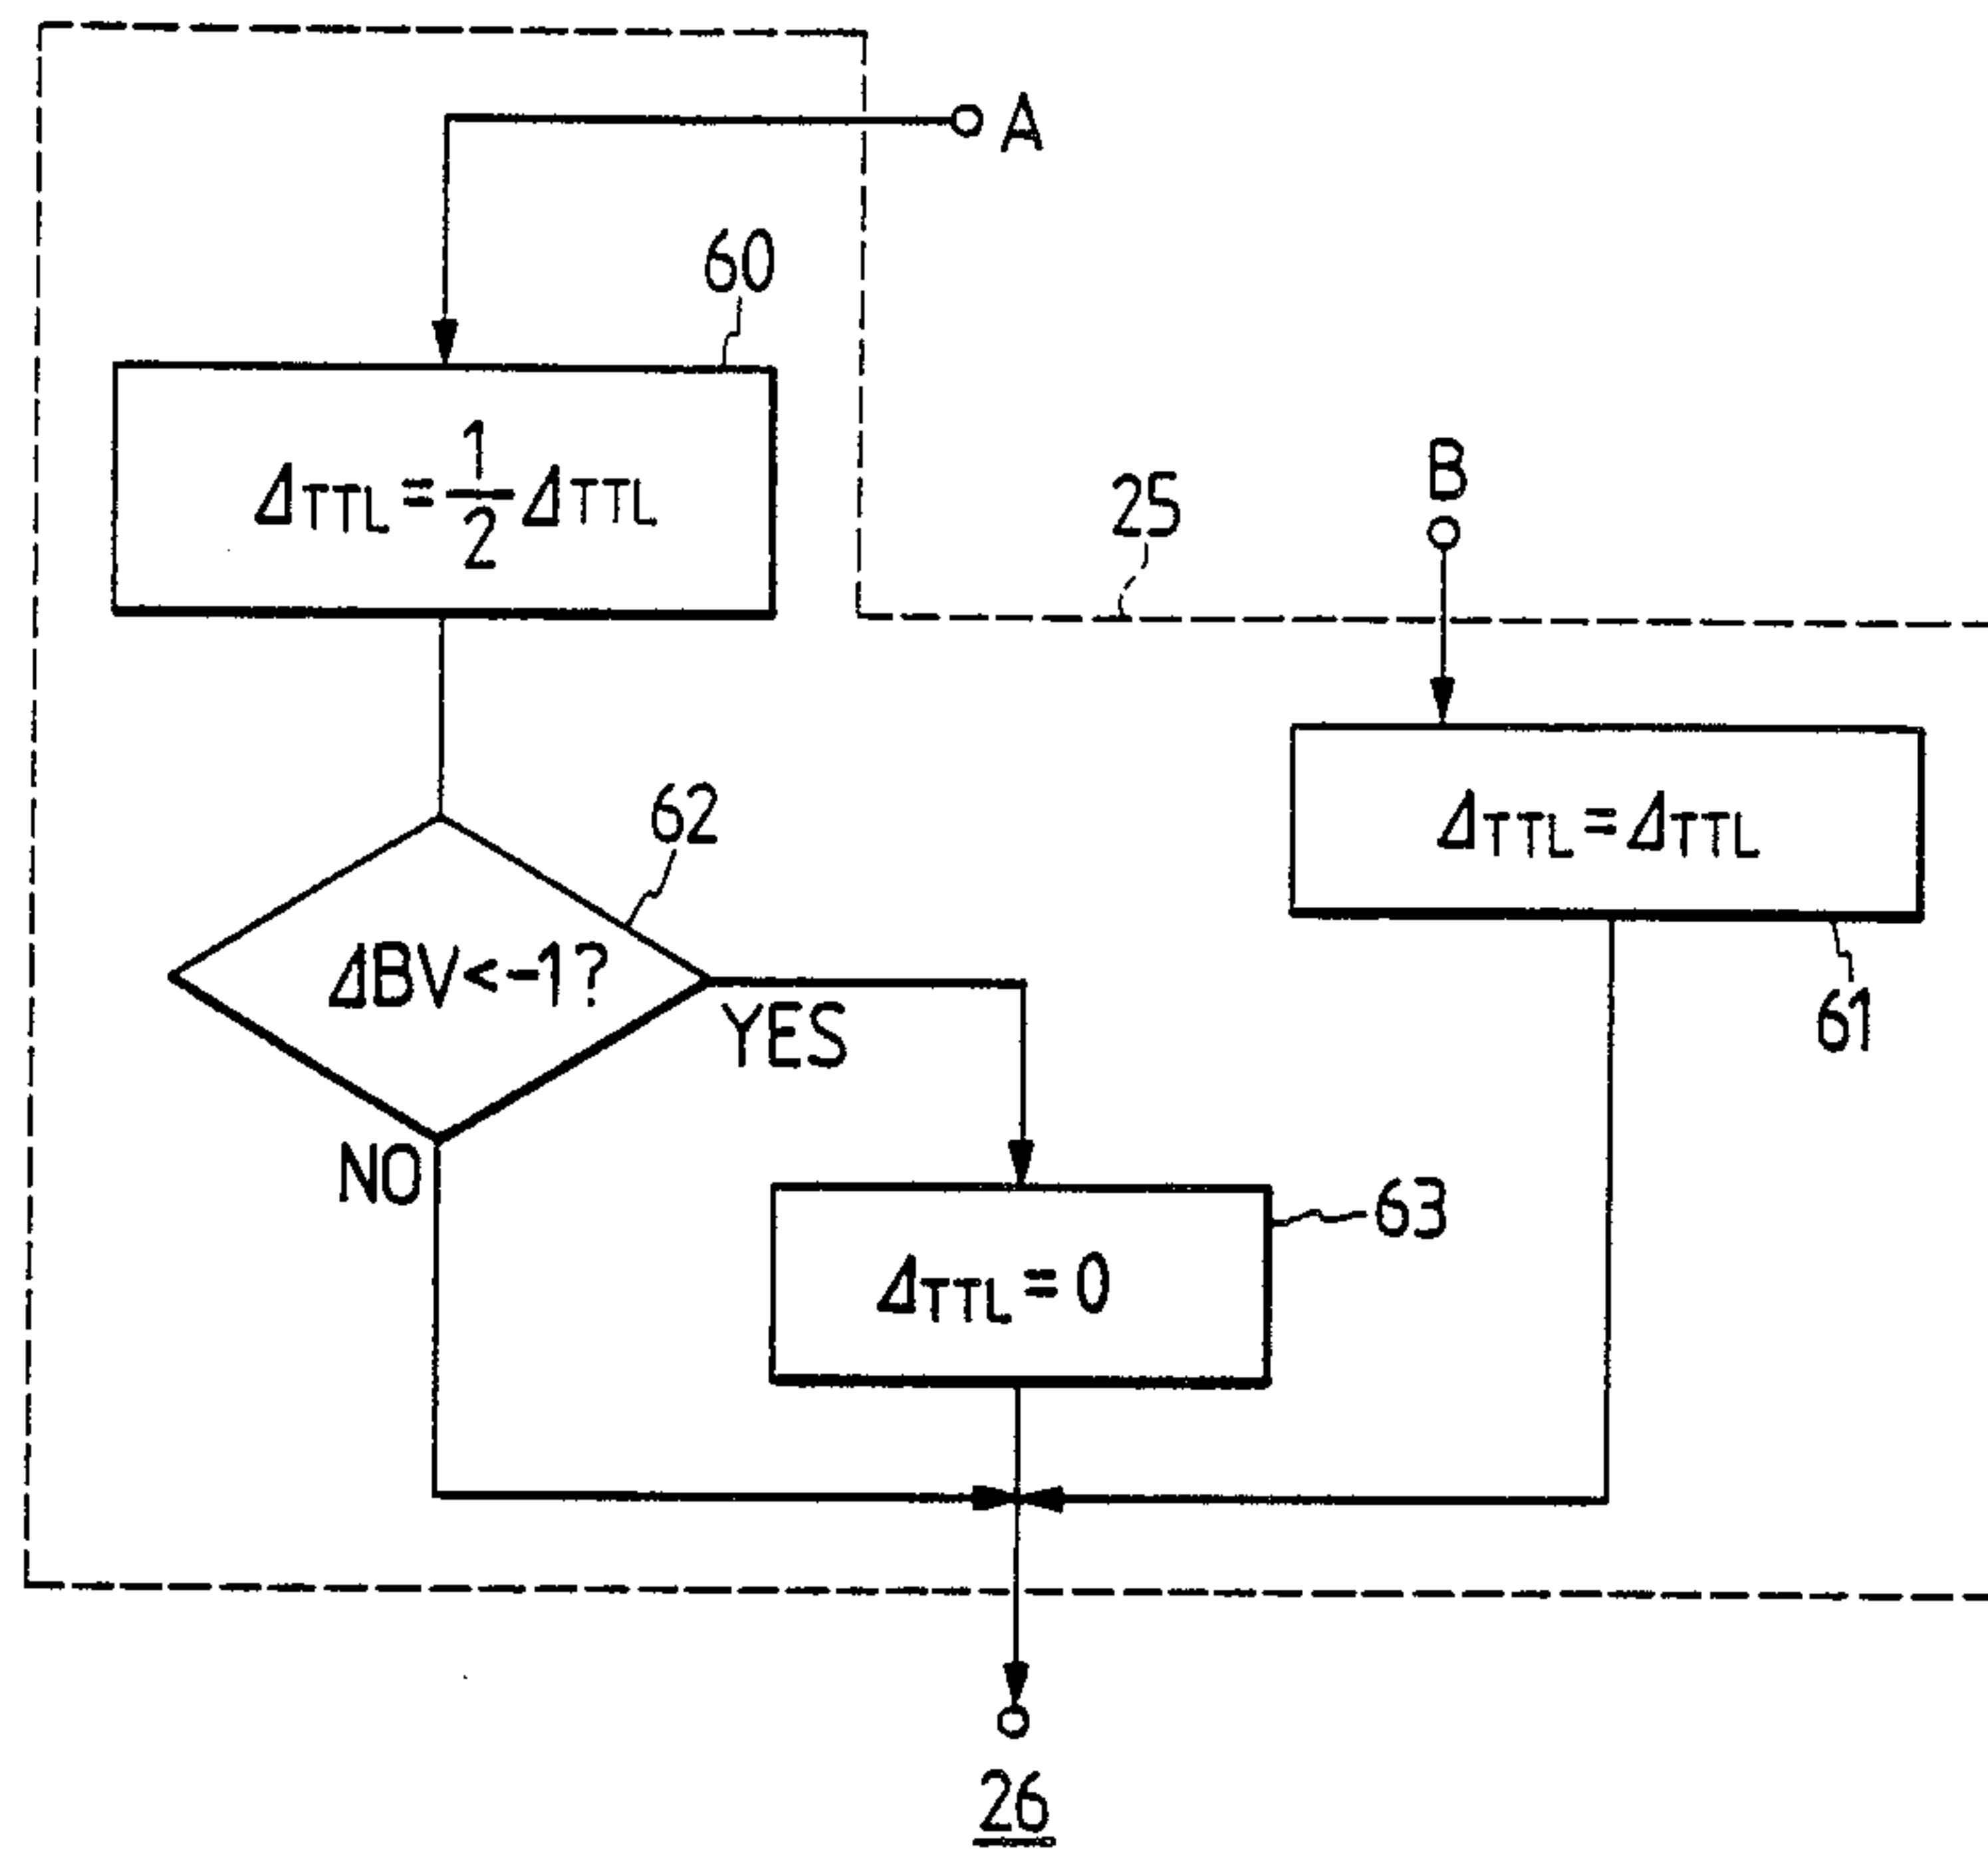 A
60
ΔTTL = 1/2 ΔTTL
25
B
62
ΔTTL = ΔTTL
ΔBV < -1?
YES
61
NO
63
ΔTTL = 0
26